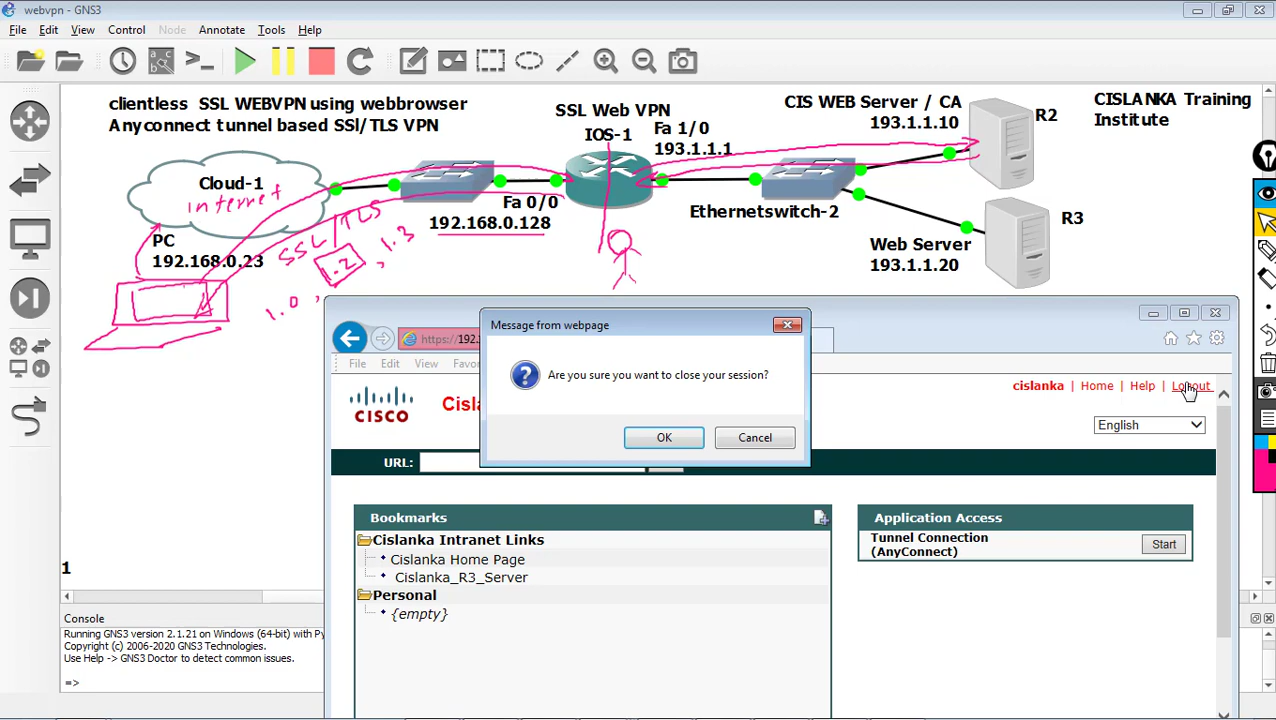 webvpn - GNS3
File Edit View Control Node Annotate Tools Help
clientless SSL WEBVPN using webbrowser
Anyconnect tunnel based SSl/TLS VPN
SSL Web VPN
IOS-1
Fa 1/0
193.1.1.1
CIS WEB Server / CA
193.1.1.10
R2
CISLANKA Training
Institute
Cloud-1
internet
Fa 0/0
192.168.0.128
Ethernetswitch-2
R3
Web Server
193.1.1.20
PC
192.168.0.23
SSL/TLS
1.0, 1.2, 1.3
1
Console
Running GNS3 version 2.1.21 on Windows (64-bit) with Py
Copyright (c) 2006-2020 GNS3 Technologies.
Use Help -> GNS3 Doctor to detect common issues.
=>
https://192.
File Edit View Favor
Message from webpage
Are you sure you want to close your session?
OK Cancel
CISCO
Cisl
cislanka | Home | Help | Logout
English
URL:
Bookmarks
Cislanka Intranet Links
Cislanka Home Page
Cislanka_R3_Server
Personal
{empty}
Application Access
Tunnel Connection
(AnyConnect)
Start